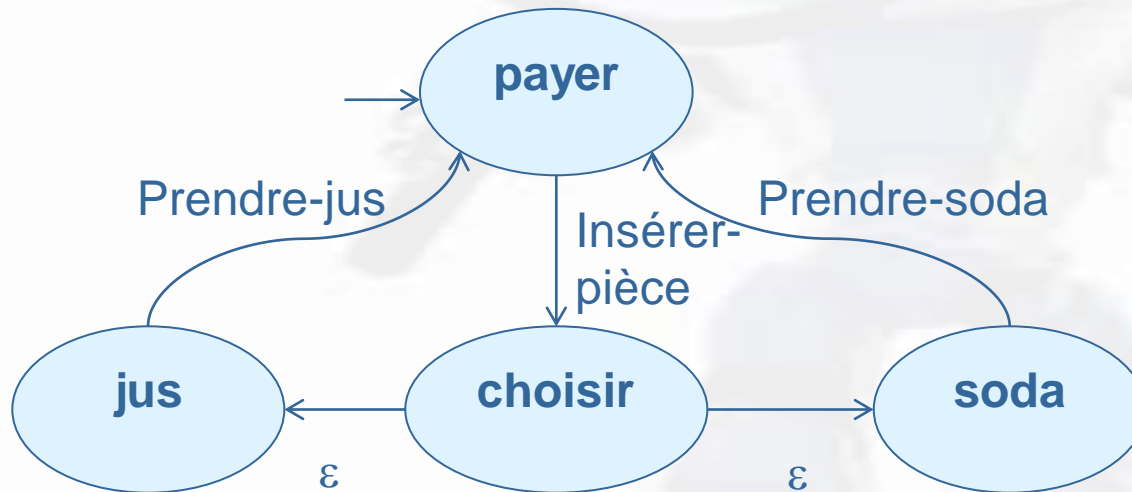 payer
Prendre-jus
Prendre-soda
Insérer-
pièce
jus
choisir
soda
ε
ε